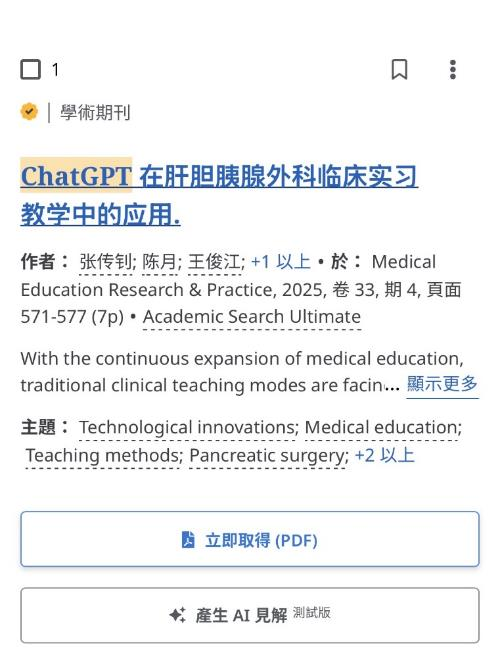 1
學術期刊
ChatGPT 在肝胆胰腺外科临床实习
教学中的应用.
作者： 张传钊; 陈月; 王俊江; +1 以上 • 於： Medical
Education Research & Practice, 2025, 卷 33, 期 4, 頁面
571-577 (7p) • Academic Search Ultimate
With the continuous expansion of medical education,
traditional clinical teaching modes are facin... 顯示更多
主題： Technological innovations; Medical education;
Teaching methods; Pancreatic surgery; +2 以上
立即取得 (PDF)
產生 AI 見解 測試版